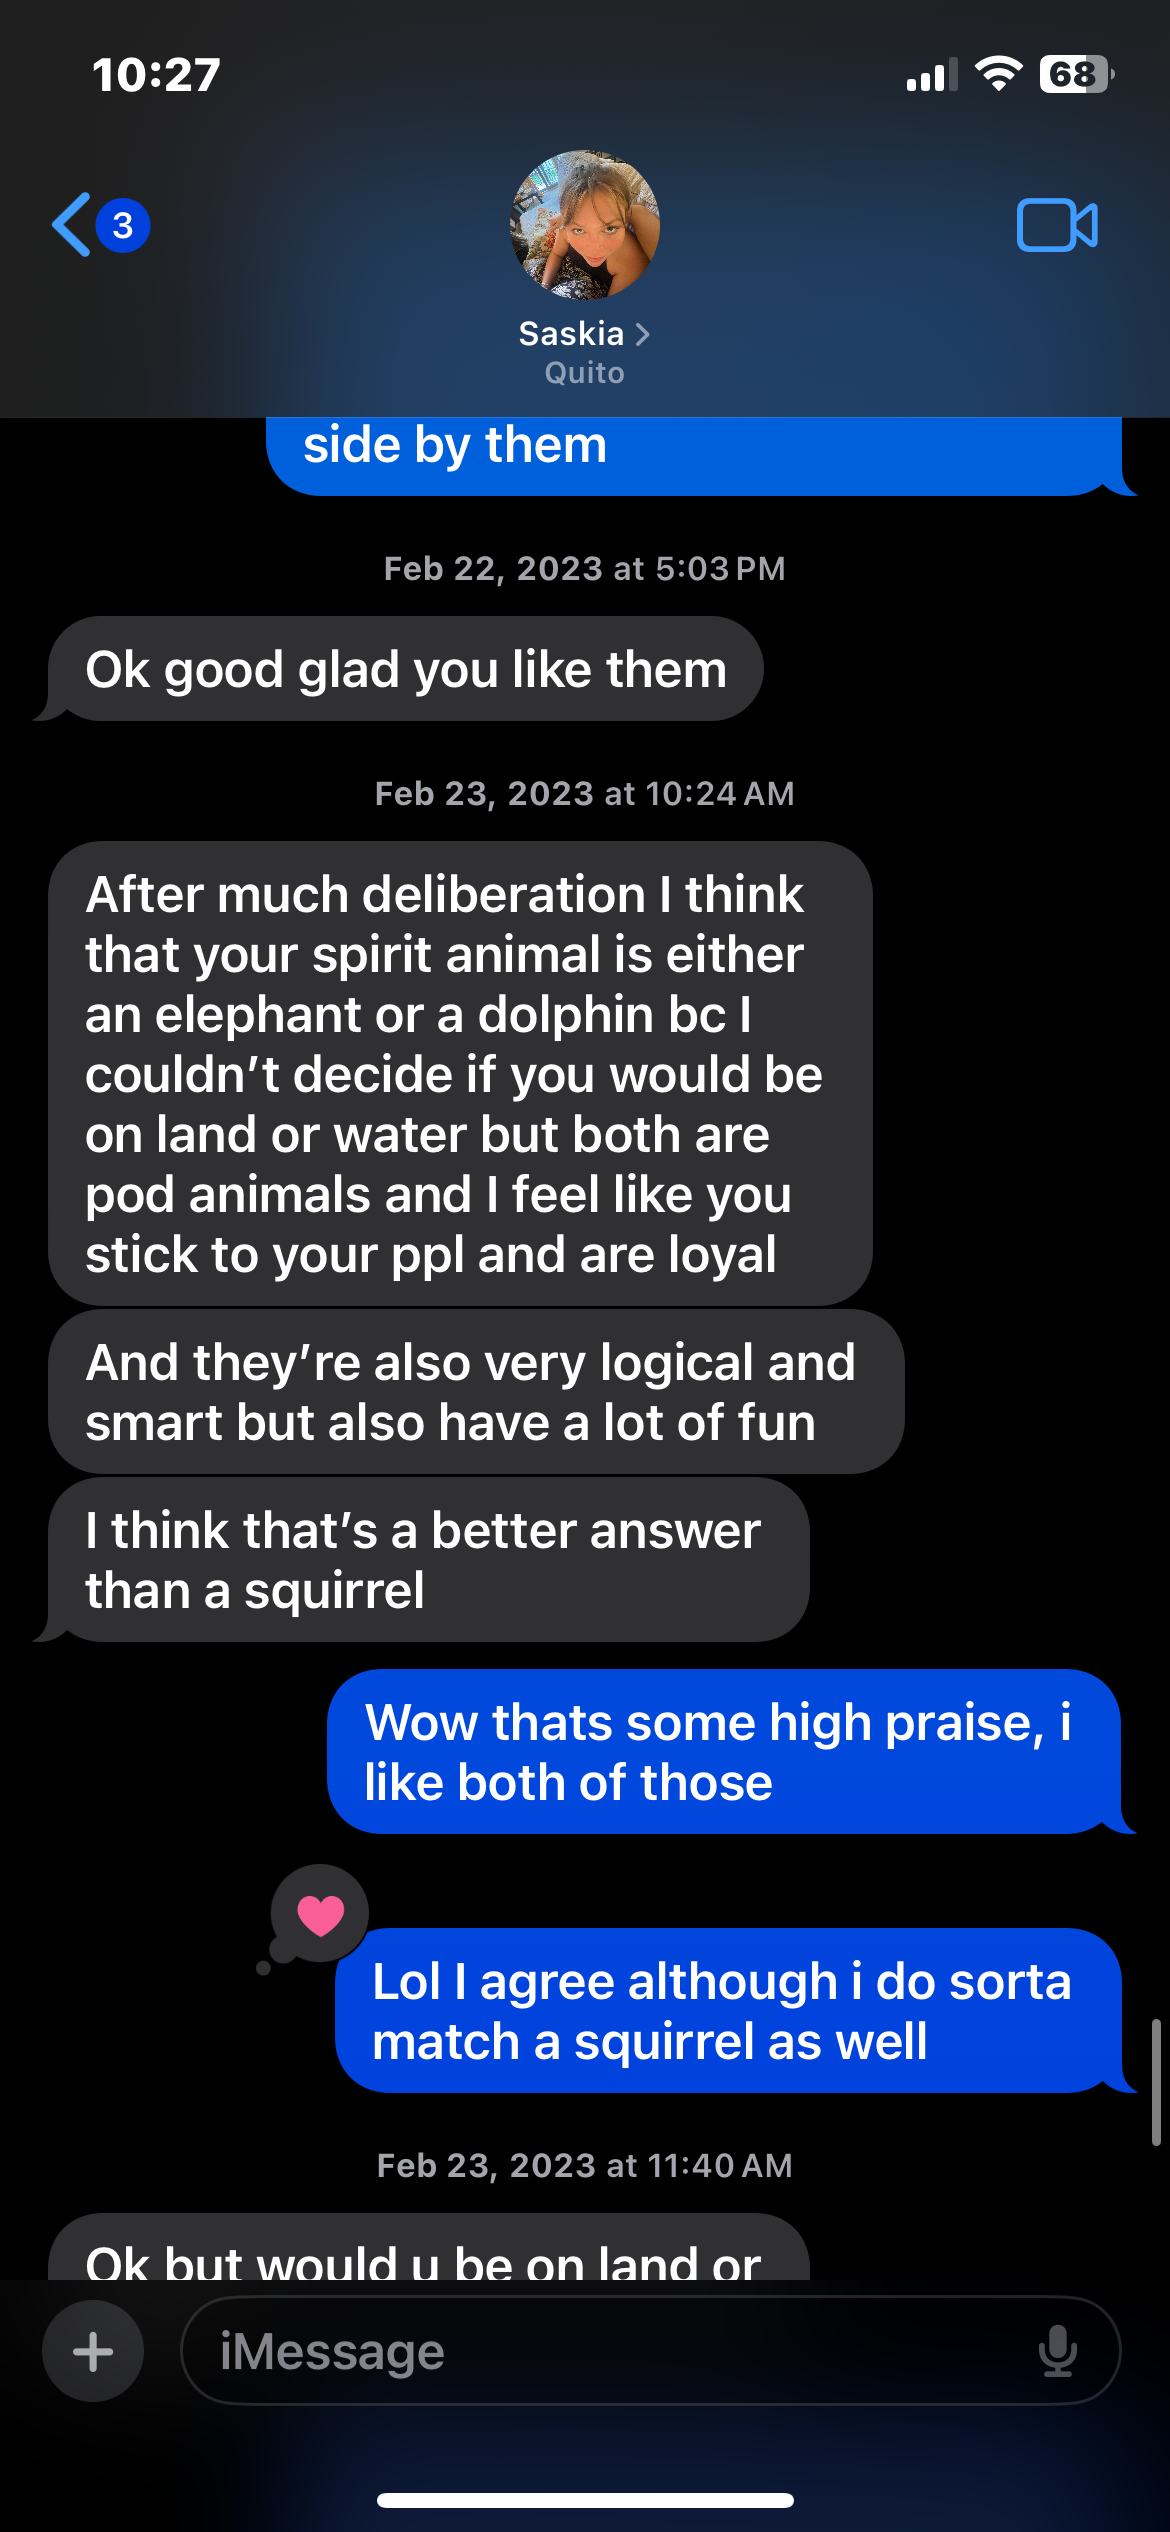 10:27
68
3
Saskia
Quito
side by them
Feb 22, 2023 at 5:03 PM
Ok good glad you like them
Feb 23, 2023 at 10:24 AM
After much deliberation I think
that your spirit animal is either
an elephant or a dolphin bc I
couldn’t decide if you would be
on land or water but both are
pod animals and I feel like you
stick to your ppl and are loyal
And they’re also very logical and
smart but also have a lot of fun
I think that’s a better answer
than a squirrel
Wow thats some high praise, i
like both of those
Lol I agree although i do sorta
match a squirrel as well
Feb 23, 2023 at 11:40 AM
Ok but would u be on land or
iMessage